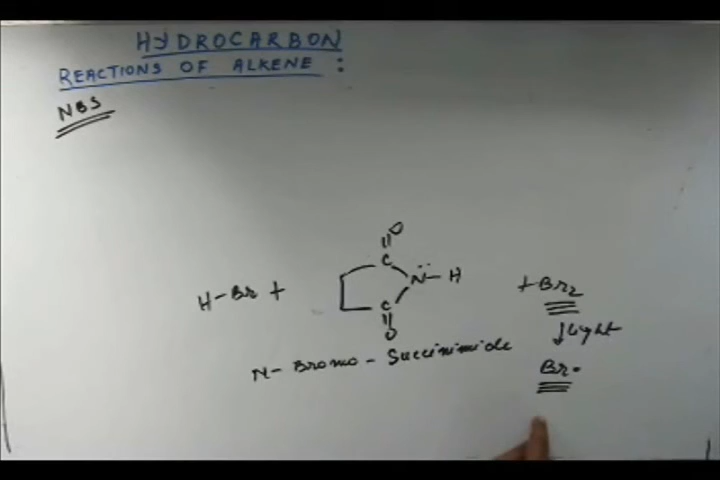 HYDROCARBON
REACTIONS OF ALKENE :
NBS
O
C
H-Br + N-H +Br2
C
O
light
N-Bromo-Succinimide
Br•